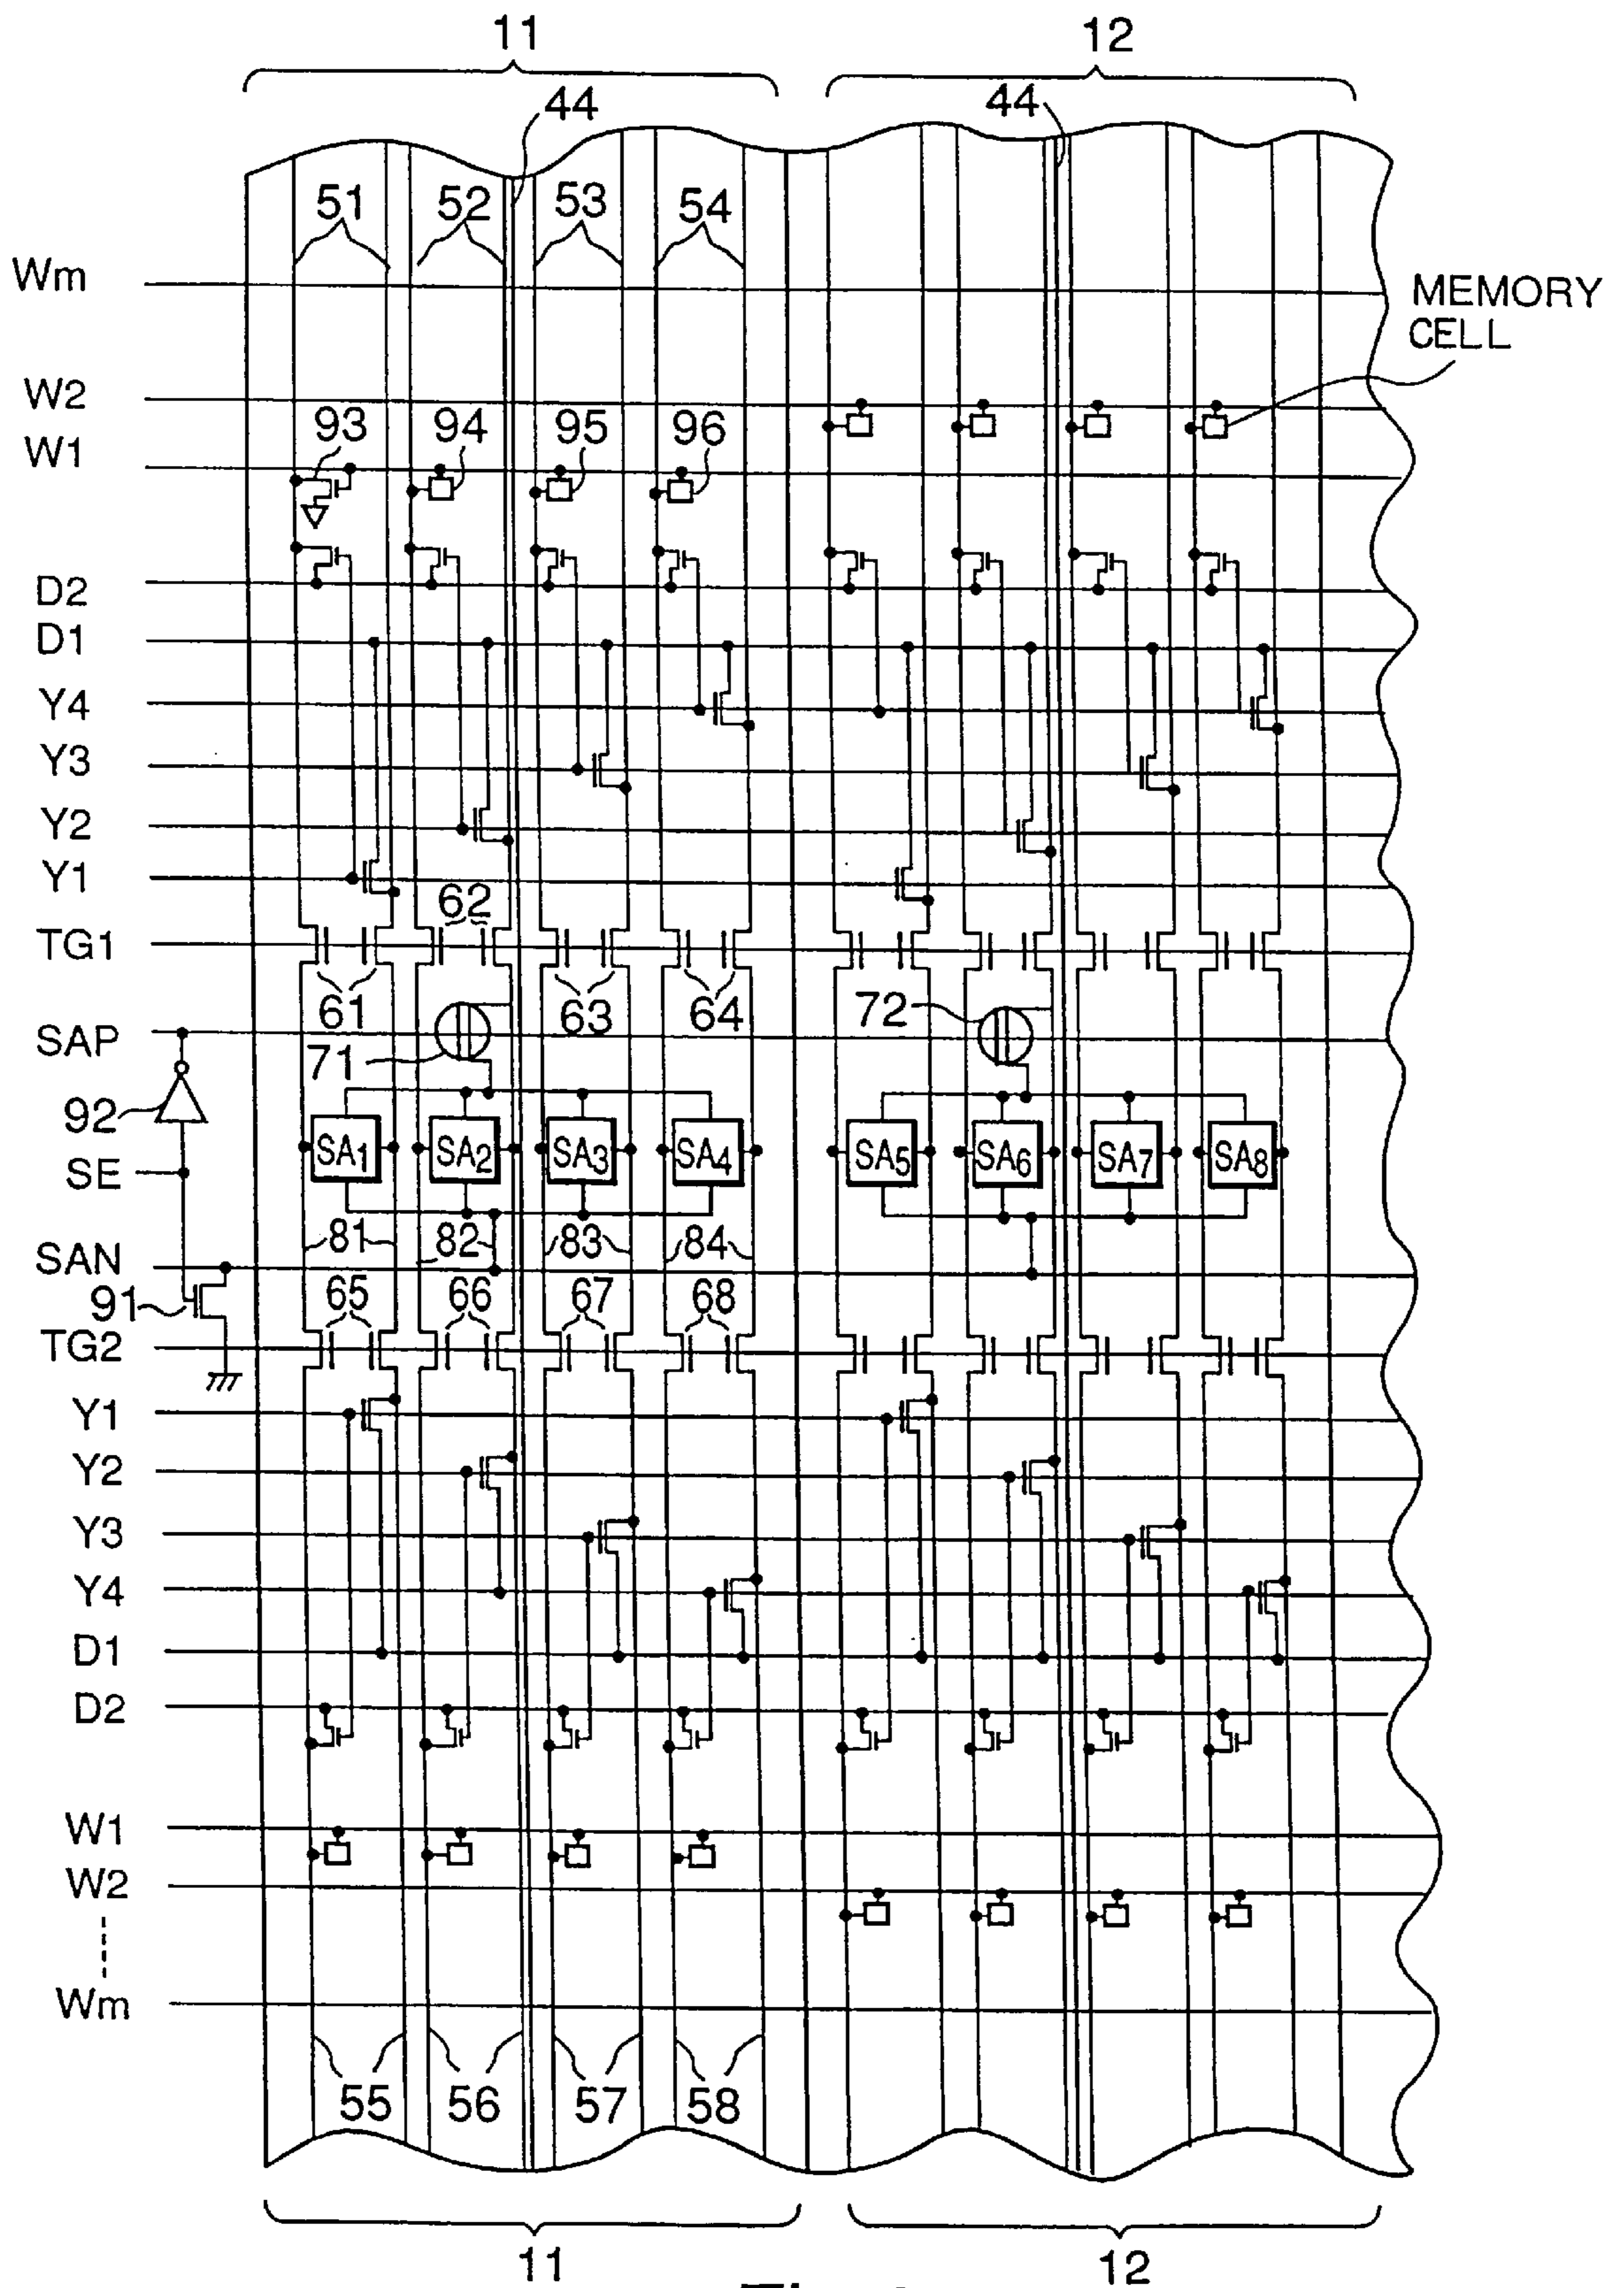 11 12
44 44
51 52 53 54
Wm
MEMORY
CELL
W2
93 94 95 96
W1
D2
D1
Y4
Y3
Y2
Y1
62
TG1
61 63 64 72
SAP
71
92
SA1 SA2 SA3 SA4 SA5 SA6 SA7 SA8
SE
81 82 83 84
SAN
91 65 66 67 68
TG2
Y1
Y2
Y3
Y4
D1
D2
W1
W2
Wm
55 56 57 58
11 12